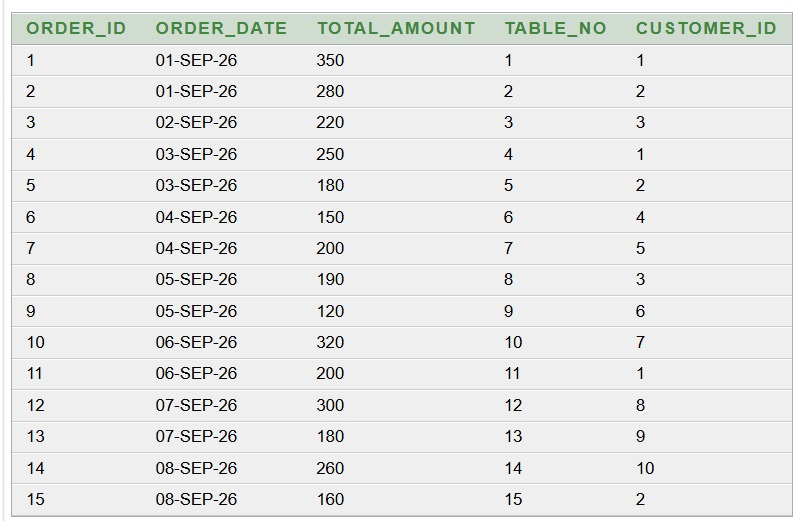 ORDER_ID ORDER_DATE TOTAL_AMOUNT TABLE_NO CUSTOMER_ID
1 01-SEP-26 350 1 1
2 01-SEP-26 280 2 2
3 02-SEP-26 220 3 3
4 03-SEP-26 250 4 1
5 03-SEP-26 180 5 2
6 04-SEP-26 150 6 4
7 04-SEP-26 200 7 5
8 05-SEP-26 190 8 3
9 05-SEP-26 120 9 6
10 06-SEP-26 320 10 7
11 06-SEP-26 200 11 1
12 07-SEP-26 300 12 8
13 07-SEP-26 180 13 9
14 08-SEP-26 260 14 10
15 08-SEP-26 160 15 2